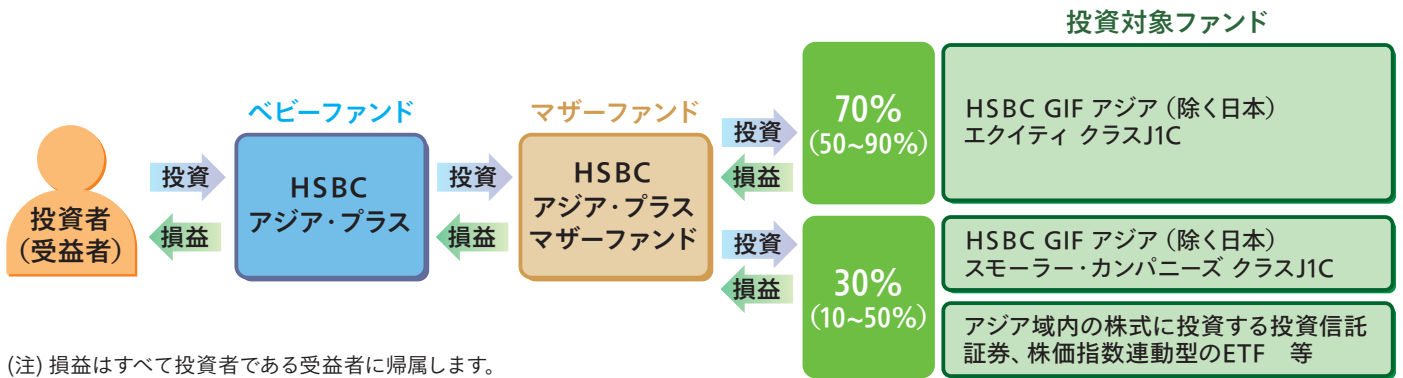 投資対象ファンド
ベビーファンド
マザーファンド
投資者
(受益者)
投資
損益
HSBC
アジア・プラス
投資
損益
HSBC
アジア・プラス
マザーファンド
投資
損益
70%
(50~90%)
HSBC GIF アジア (除く日本)
エクイティ クラスJ1C
投資
損益
30%
(10~50%)
HSBC GIF アジア (除く日本)
スモーラー・カンパニーズ クラスJ1C
アジア域内の株式に投資する投資信託
証券、株価指数連動型のETF 等
(注) 損益はすべて投資者である受益者に帰属します。